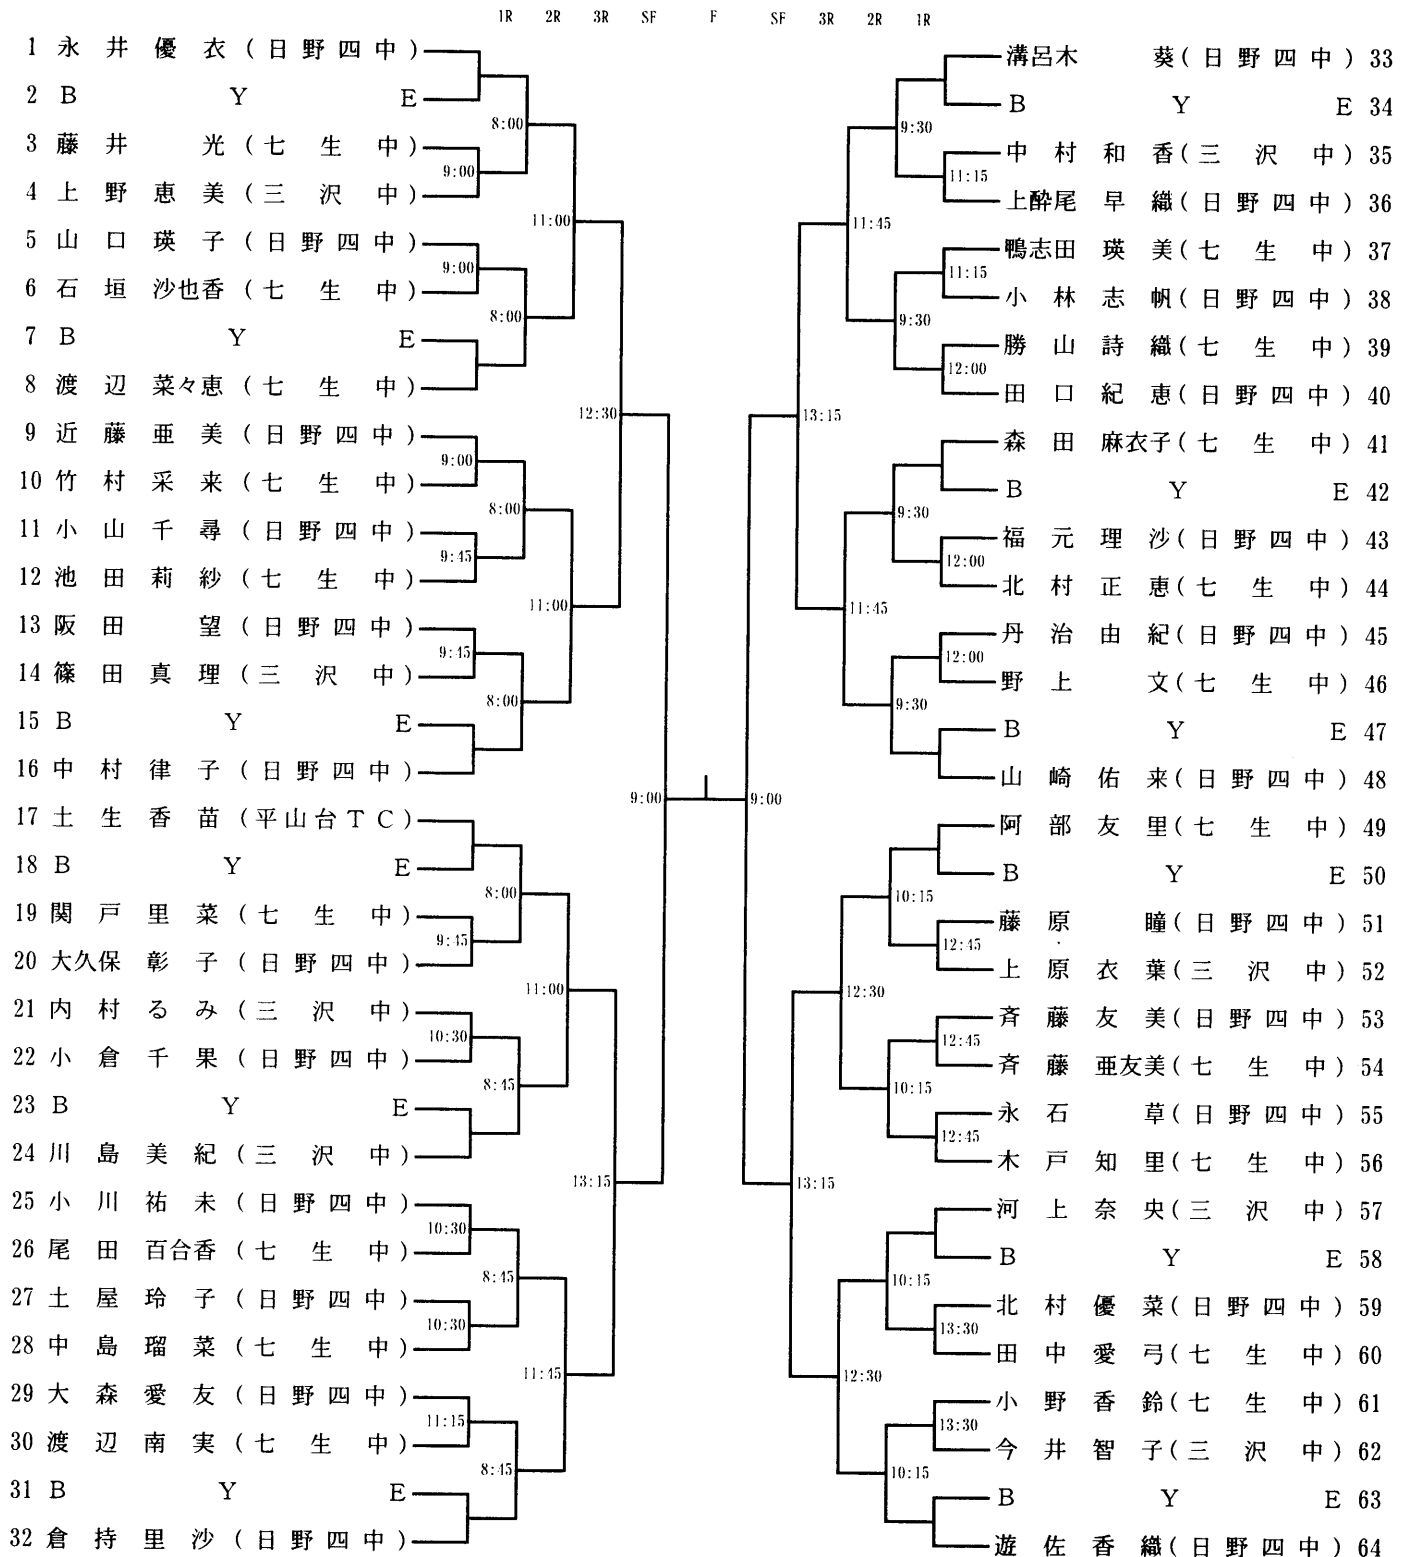 1R 2R 3R SF F SF 3R 2R 1R
1 永井優衣(日野四中)
2 BYE
8:00
3 藤井光(七生中)
9:00
4 上野恵美(三沢中)
11:00
5 山口瑛子(日野四中)
9:00
6 石垣沙也香(七生中)
8:00
7 BYE
8 渡辺菜々恵(七生中)
12:30
9 近藤亜美(日野四中)
9:00
10 竹村采来(七生中)
8:00
11 小山千尋(日野四中)
9:45
12 池田莉紗(七生中)
11:00
13 阪田望(日野四中)
9:45
14 篠田真理(三沢中)
8:00
15 BYE
16 中村律子(日野四中)
9:00
17 土生香苗(平山台TC)
18 BYE
8:00
19 関戸里菜(七生中)
9:45
20 大久保彰子(日野四中)
11:00
21 内村るみ(三沢中)
10:30
22 小倉千果(日野四中)
8:45
23 BYE
24 川島美紀(三沢中)
13:15
25 小川祐未(日野四中)
10:30
26 尾田百合香(七生中)
8:45
27 土屋玲子(日野四中)
10:30
28 中島瑠菜(七生中)
11:45
29 大森愛友(日野四中)
11:15
30 渡辺南実(七生中)
8:45
31 BYE
32 倉持里沙(日野四中)
溝呂木葵(日野四中) 33
BYE 34
9:30
中村和香(三沢中) 35
11:15
上酔尾早織(日野四中) 36
11:45
鴨志田瑛美(七生中) 37
11:15
小林志帆(日野四中) 38
9:30
勝山詩織(七生中) 39
12:00
田口紀恵(日野四中) 40
13:15
森田麻衣子(七生中) 41
BYE 42
9:30
福元理沙(日野四中) 43
12:00
北村正恵(七生中) 44
11:45
丹治由紀(日野四中) 45
12:00
野上文(七生中) 46
9:30
BYE 47
山崎佑来(日野四中) 48
9:00
阿部友里(七生中) 49
BYE 50
10:15
藤原瞳(日野四中) 51
12:45
上原衣葉(三沢中) 52
12:30
斉藤友美(日野四中) 53
12:45
斉藤亜友美(七生中) 54
10:15
永石草(日野四中) 55
12:45
木戸知里(七生中) 56
13:15
河上奈央(三沢中) 57
BYE 58
10:15
北村優菜(日野四中) 59
13:30
田中愛弓(七生中) 60
12:30
小野香鈴(七生中) 61
13:30
今井智子(三沢中) 62
10:15
BYE 63
遊佐香織(日野四中) 64